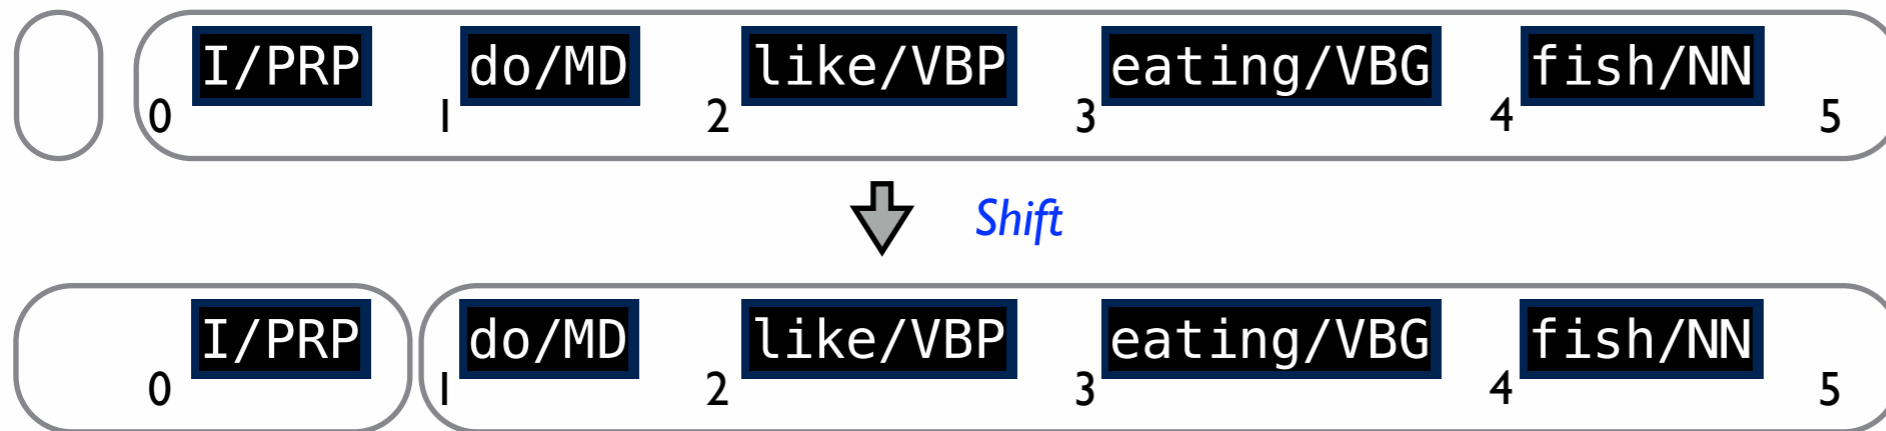 I/PRP do/MD like/VBP eating/VBG fish/NN
0 1 2 3 4 5
Shift
I/PRP do/MD like/VBP eating/VBG fish/NN
0 1 2 3 4 5